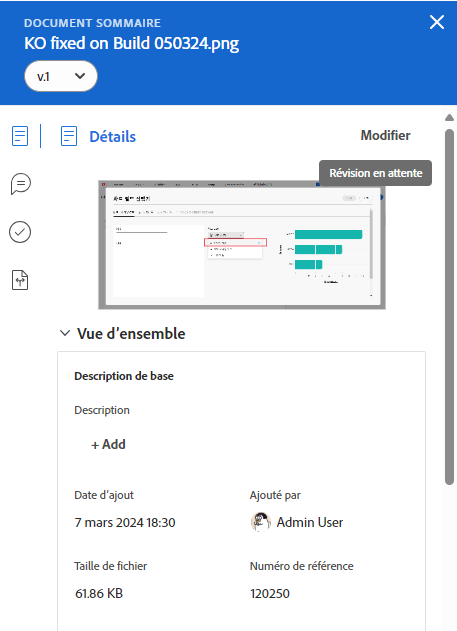 DOCUMENT SOMMAIRE
KO fixed on Build 050324.png
v.1
Détails
Modifier
Révision en attente
Vue d’ensemble
Description de base
Description
+ Add
Date d’ajout
Ajouté par
7 mars 2024 18:30
Admin User
Taille de fichier
Numéro de référence
61.86 KB
120250